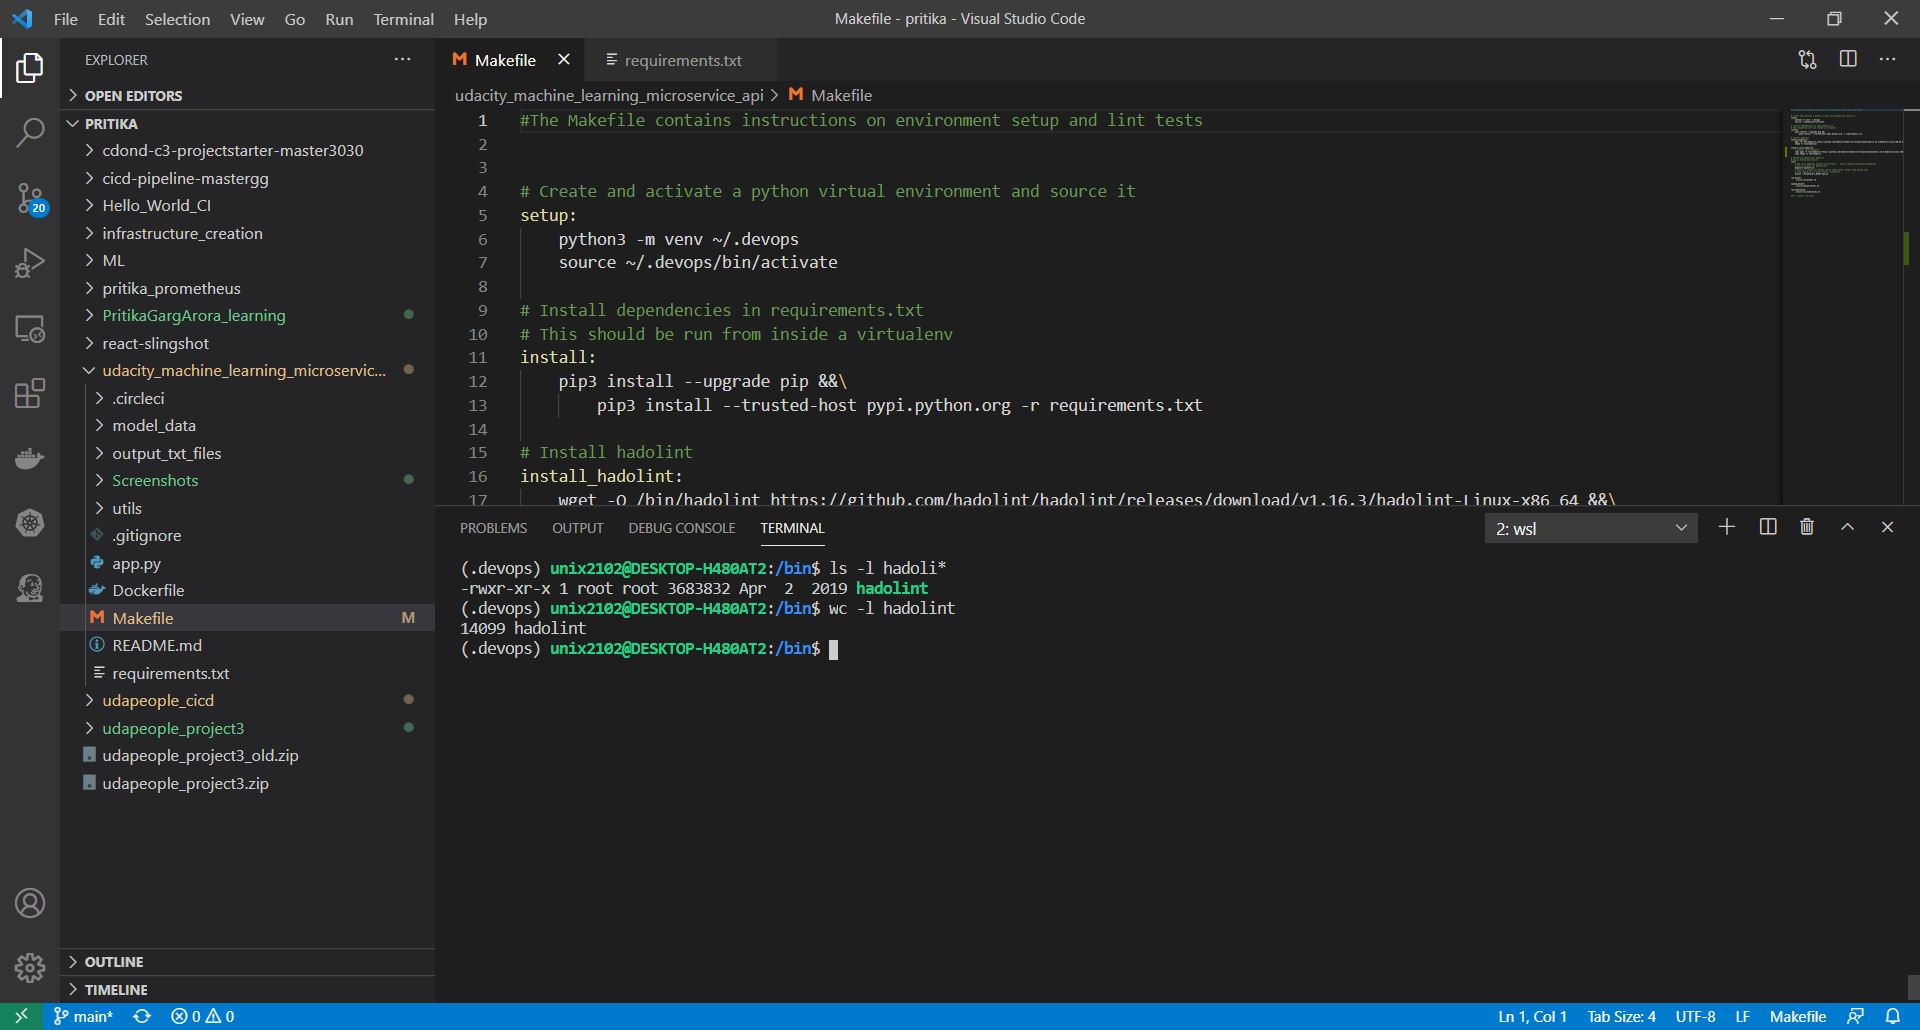 File Edit Selection View Go Run Terminal Help
Makefile - pritika - Visual Studio Code
EXPLORER
OPEN EDITORS
PRITIKA
cdond-c3-projectstarter-master3030
cicd-pipeline-mastergg
Hello_World_CI
infrastructure_creation
ML
pritika_prometheus
PritikaGargArora_learning
react-slingshot
udacity_machine_learning_microservic...
.circleci
model_data
output_txt_files
Screenshots
utils
.gitignore
app.py
Dockerfile
Makefile M
README.md
requirements.txt
udapeople_cicd
udapeople_project3
udapeople_project3_old.zip
udapeople_project3.zip
OUTLINE
TIMELINE
20
Makefile requirements.txt
udacity_machine_learning_microservice_api > Makefile
1 #The Makefile contains instructions on environment setup and lint tests
2
3
4 # Create and activate a python virtual environment and source it
5 setup:
6 python3 -m venv ~/.devops
7 source ~/.devops/bin/activate
8
9 # Install dependencies in requirements.txt
10 # This should be run from inside a virtualenv
11 install:
12 pip3 install --upgrade pip &&\
13 pip3 install --trusted-host pypi.python.org -r requirements.txt
14
15 # Install hadolint
16 install_hadolint:
17 wget -O /bin/hadolint https://github.com/hadolint/hadolint/releases/download/v1.16.3/hadolint-Linux-x86_64 &&\
PROBLEMS OUTPUT DEBUG CONSOLE TERMINAL
2: wsl
(.devops) unix2102@DESKTOP-H480AT2:/bin$ ls -l hadoli*
-rwxr-xr-x 1 root root 3683832 Apr  2  2019 hadolint
(.devops) unix2102@DESKTOP-H480AT2:/bin$ wc -l hadolint
14099 hadolint
(.devops) unix2102@DESKTOP-H480AT2:/bin$
main* 0 0
Ln 1, Col 1 Tab Size: 4 UTF-8 LF Makefile